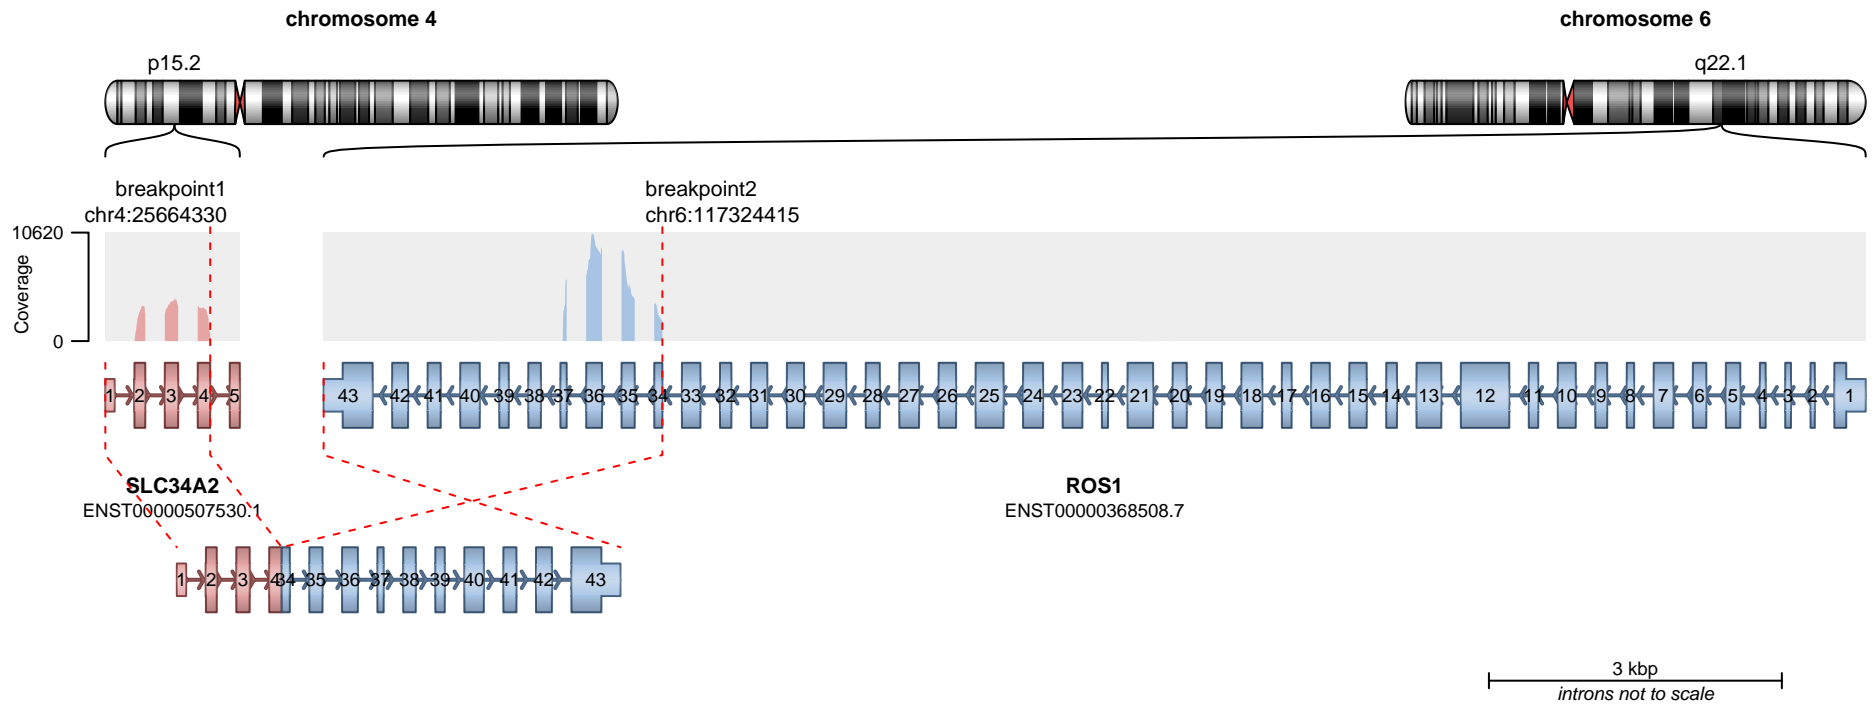 chromosome 4
chromosome 6
p15.2
q22.1
breakpoint1
chr4:25664330
breakpoint2
chr6:117324415
10620
Coverage
0
1 2 3 4 5
43 42 41 40 39 38 37 36 35 34 33 32 31 30 29 28 27 26 25 24 23 22 21 20 19 18 17 16 15 14 13 12 11 10 9 8 7 6 5 4 3 2 1
SLC34A2
ENST00000507530.1
ROS1
ENST00000368508.7
1 2 3 4 34 35 36 37 38 39 40 41 42 43
3 kbp
introns not to scale